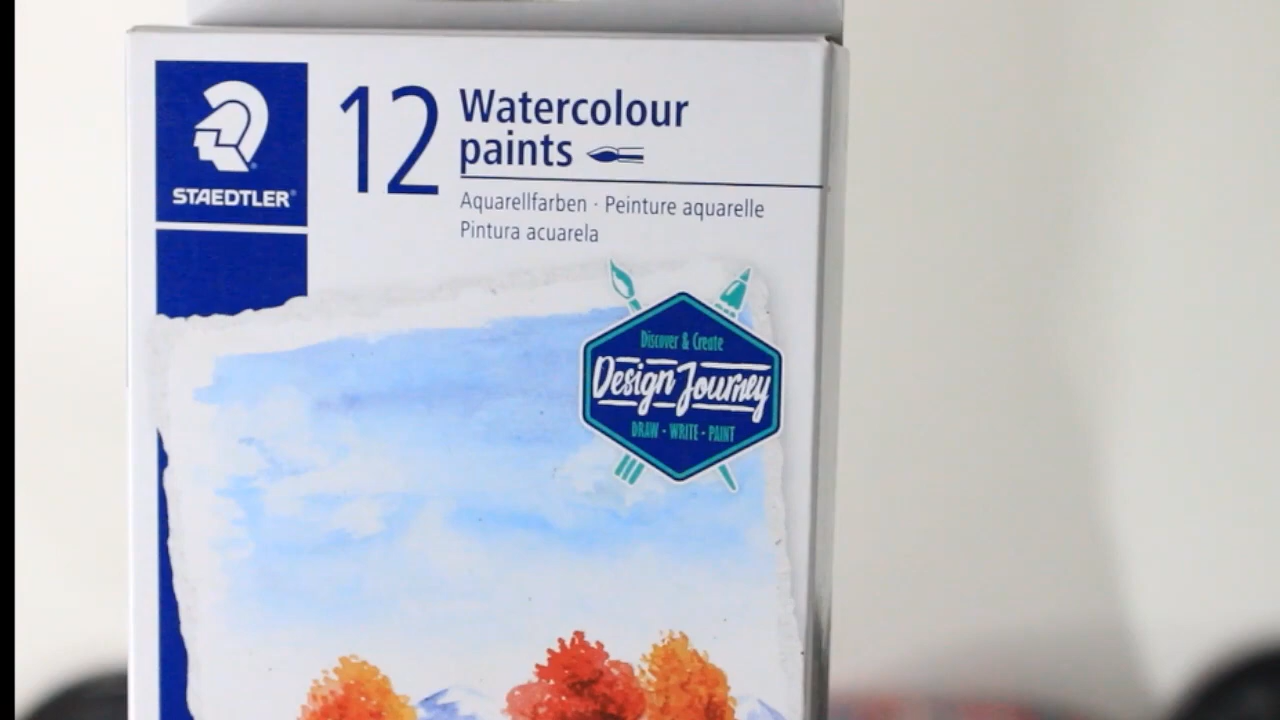 STAEDTLER®
12
Watercolour
paints
Aquarellfarben · Peinture aquarelle
Pintura acuarela
Discover & Create
Design Journey
DRAW - WRITE - PAINT